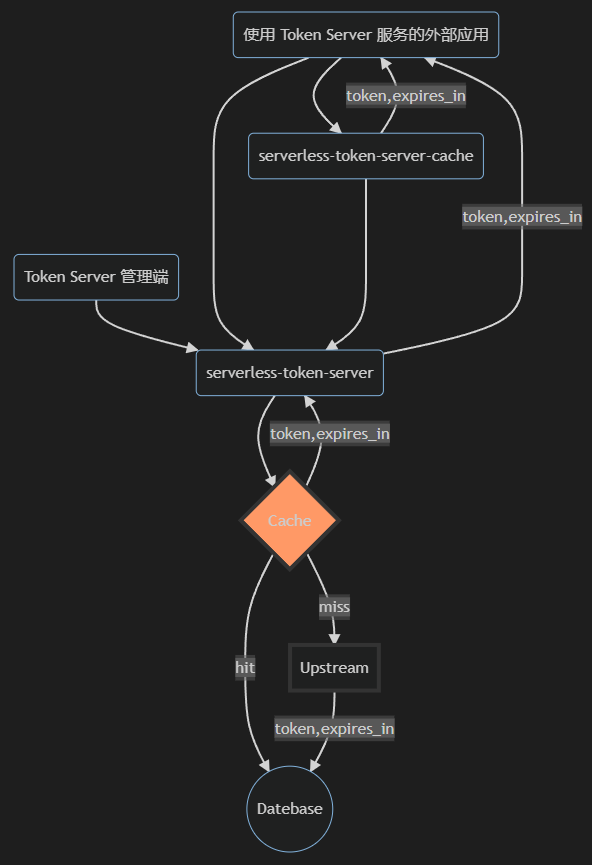 使用 Token Server 服务的外部应用
token,expires_in
serverless-token-server-cache
token,expires_in
Token Server 管理端
serverless-token-server
token,expires_in
Cache
miss
hit
Upstream
token,expires_in
Datebase